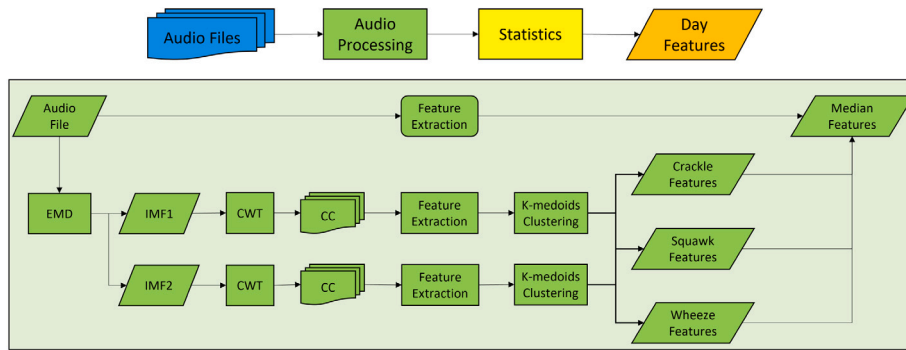 Audio Files
Audio
Processing
Statistics
Day
Features
Audio
File
Feature
Extraction
Median
Features
Crackle
Features
EMD
IMF1
CWT
CC
Feature
Extraction
K-medoids
Clustering
Squawk
Features
IMF2
CWT
CC
Feature
Extraction
K-medoids
Clustering
Wheeze
Features